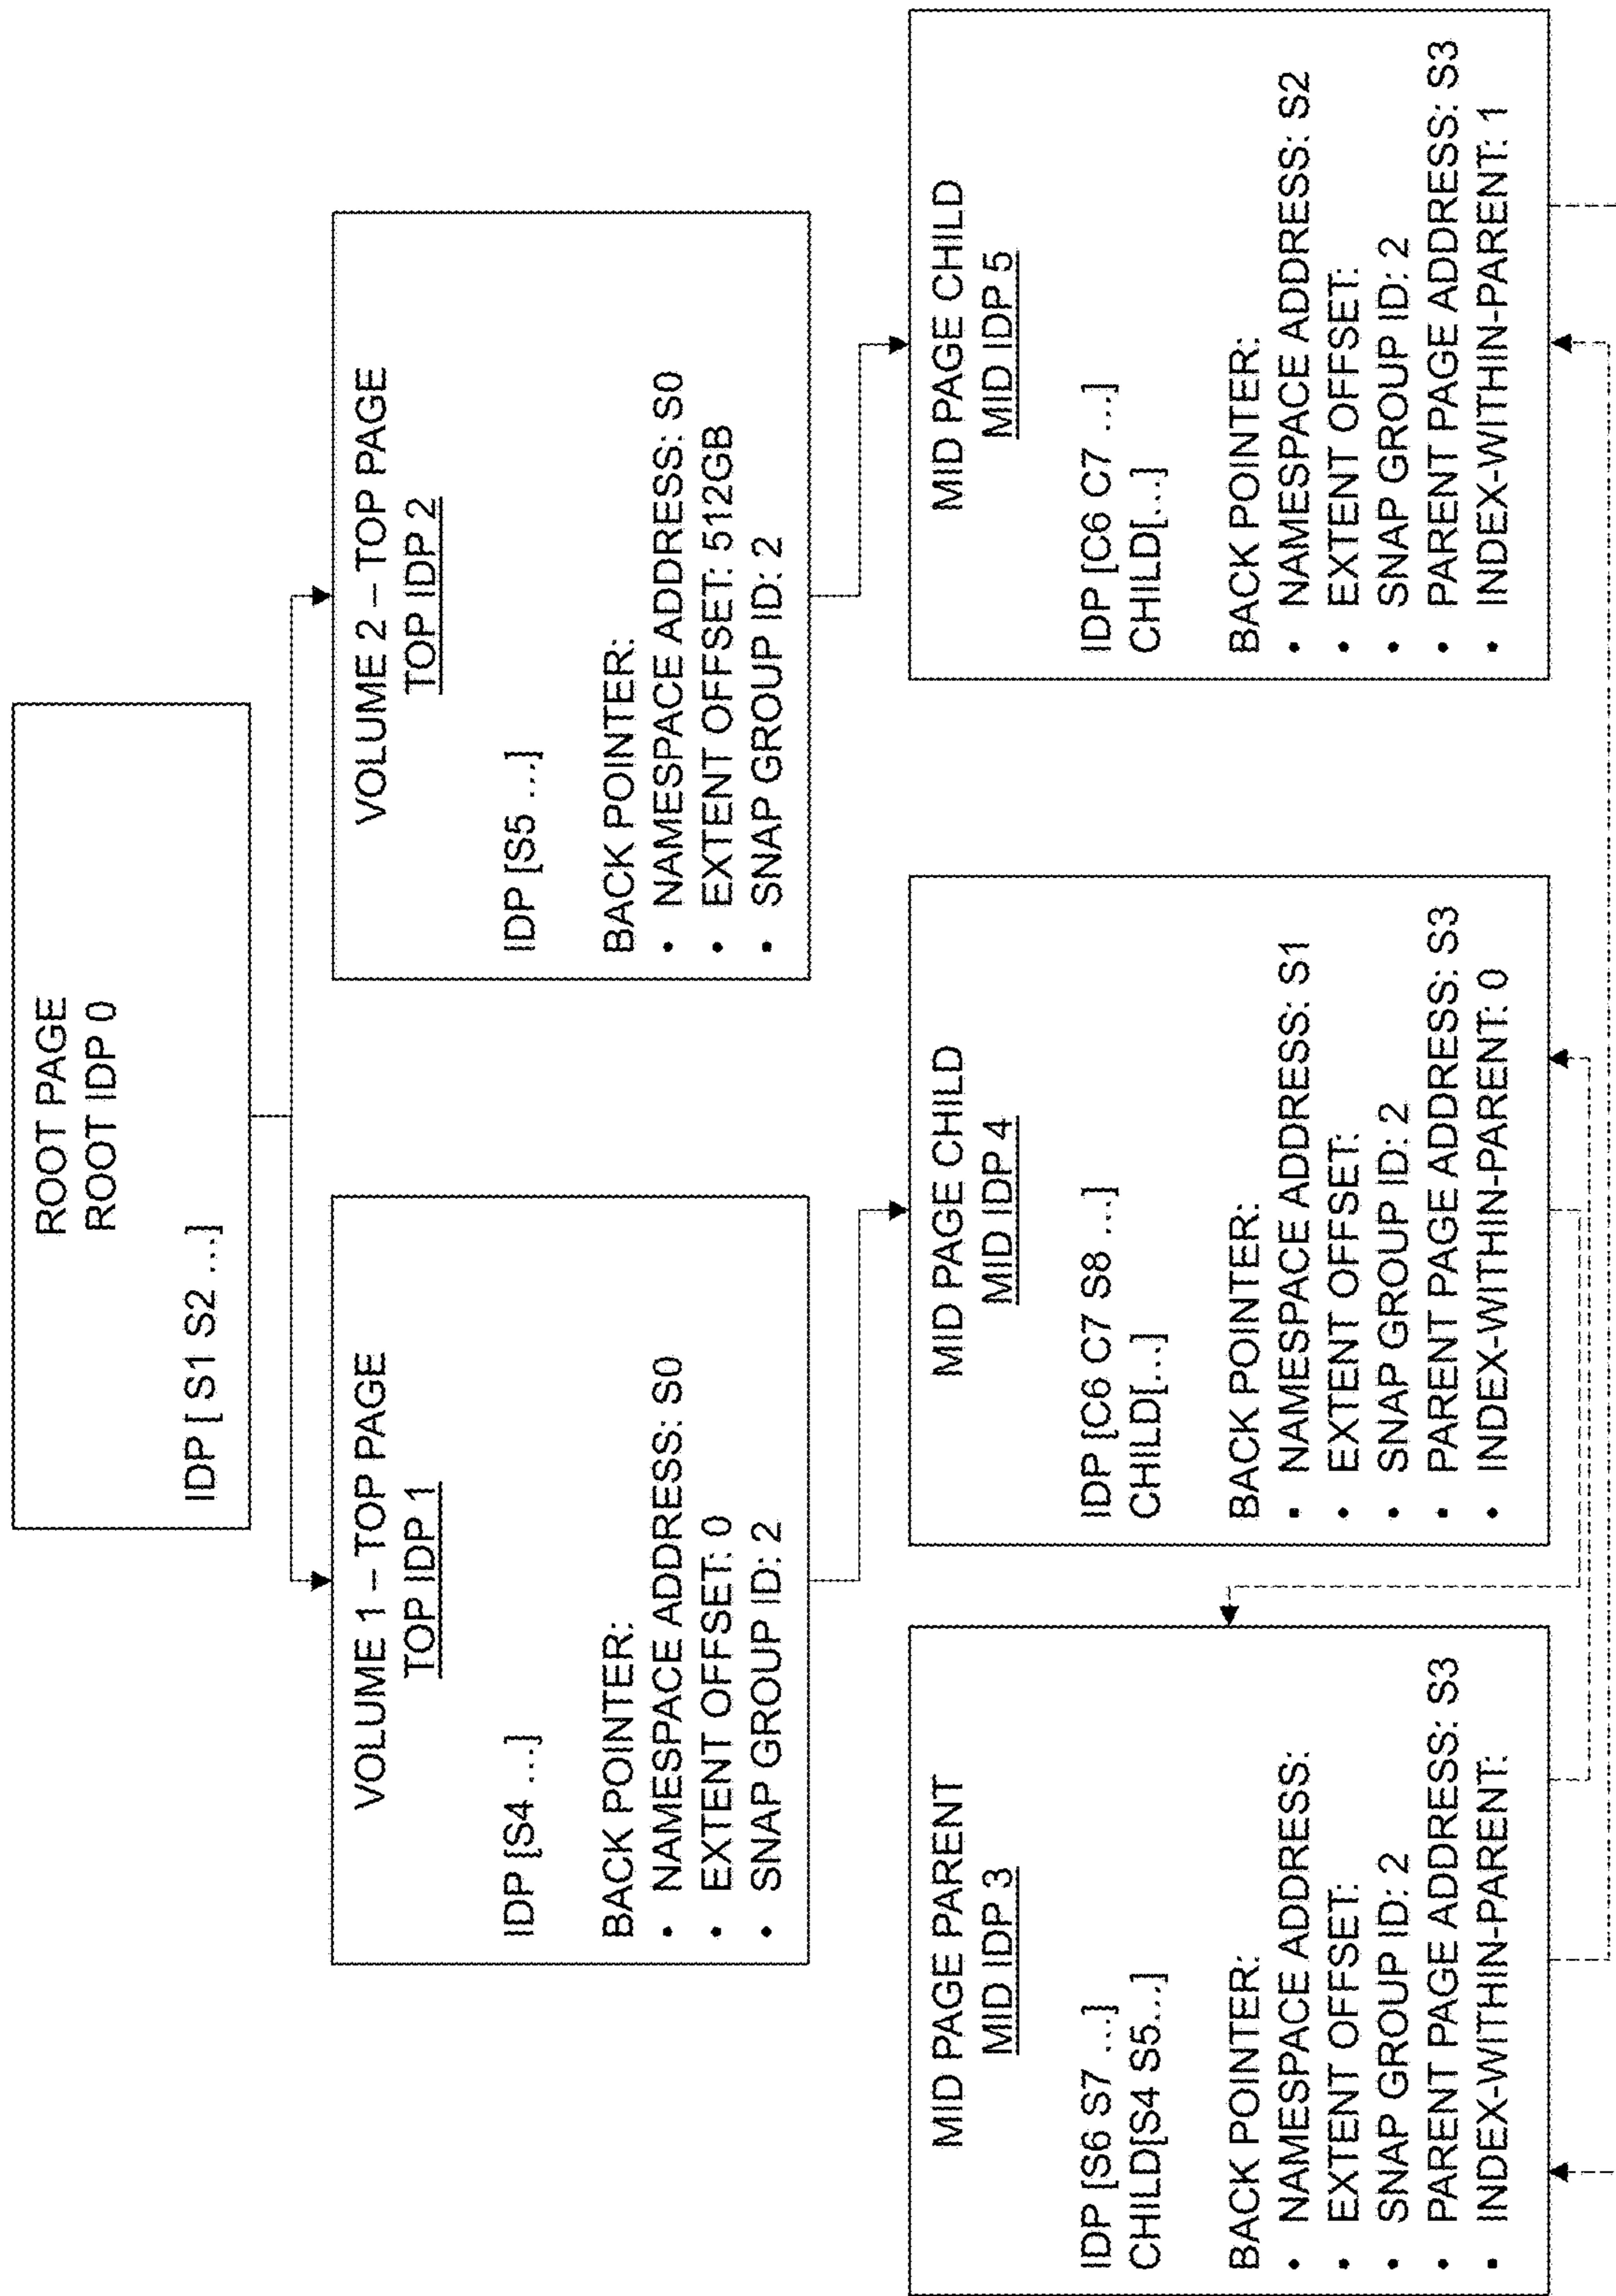 ROOT PAGE
ROOT IDP 0
IDP [ S1 S2 ...]
VOLUME 1 – TOP PAGE
TOP IDP 1
IDP [S4 ...]
BACK POINTER:
• NAMESPACE ADDRESS: S0
• EXTENT OFFSET: 0
• SNAP GROUP ID: 2
VOLUME 2 – TOP PAGE
TOP IDP 2
IDP [S5 ...]
BACK POINTER:
• NAMESPACE ADDRESS: S0
• EXTENT OFFSET: 512GB
• SNAP GROUP ID: 2
MID PAGE PARENT
MID IDP 3
IDP [S6 S7 ...]
CHILD[S4 S5...]
BACK POINTER:
• NAMESPACE ADDRESS:
• EXTENT OFFSET:
• SNAP GROUP ID: 2
• PARENT PAGE ADDRESS: S3
• INDEX-WITHIN-PARENT:
MID PAGE CHILD
MID IDP 4
IDP [C6 C7 S8 ...]
CHILD[...]
BACK POINTER:
• NAMESPACE ADDRESS: S1
• EXTENT OFFSET:
• SNAP GROUP ID: 2
• PARENT PAGE ADDRESS: S3
• INDEX-WITHIN-PARENT: 0
MID PAGE CHILD
MID IDP 5
IDP [C6 C7 ...]
CHILD[...]
BACK POINTER:
• NAMESPACE ADDRESS: S2
• EXTENT OFFSET:
• SNAP GROUP ID: 2
• PARENT PAGE ADDRESS: S3
• INDEX-WITHIN-PARENT: 1